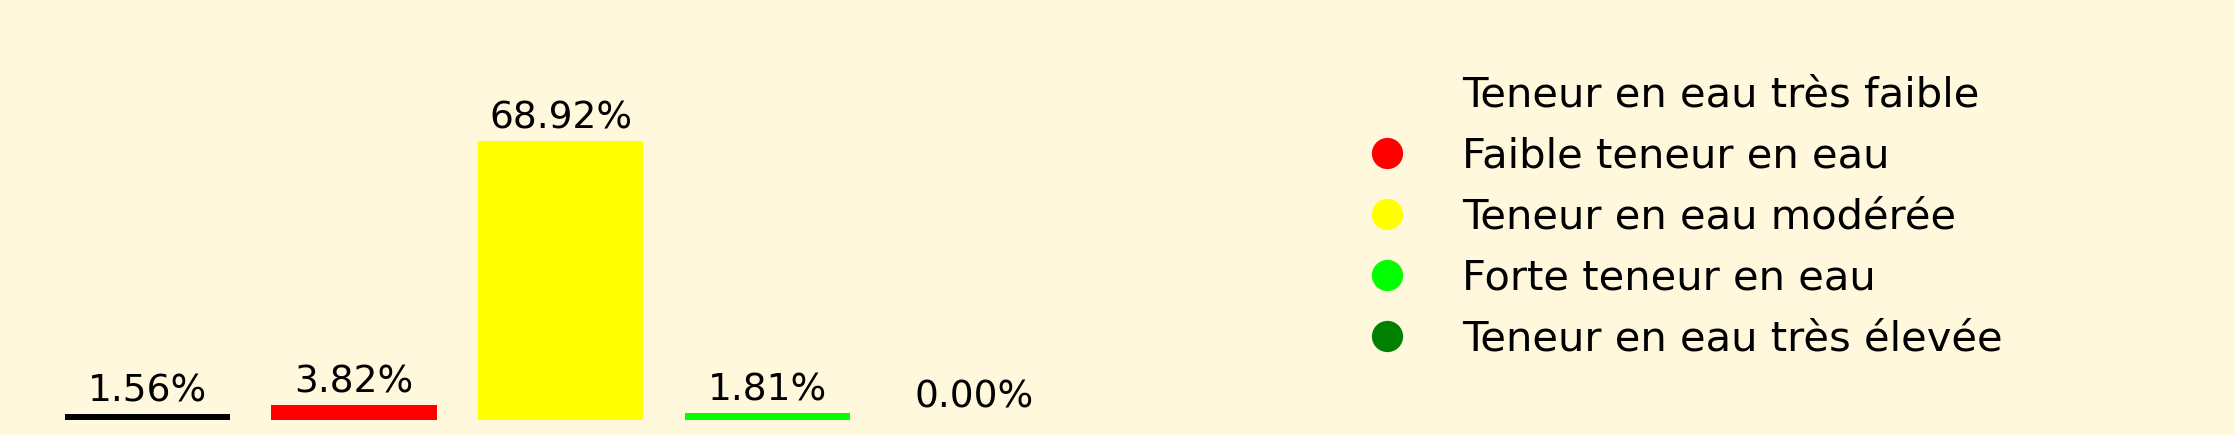 68.92%
3.82%
1.56%
1.81%
0.00%
Teneur en eau très faible
Faible teneur en eau
Teneur en eau modérée
Forte teneur en eau
Teneur en eau très élevée